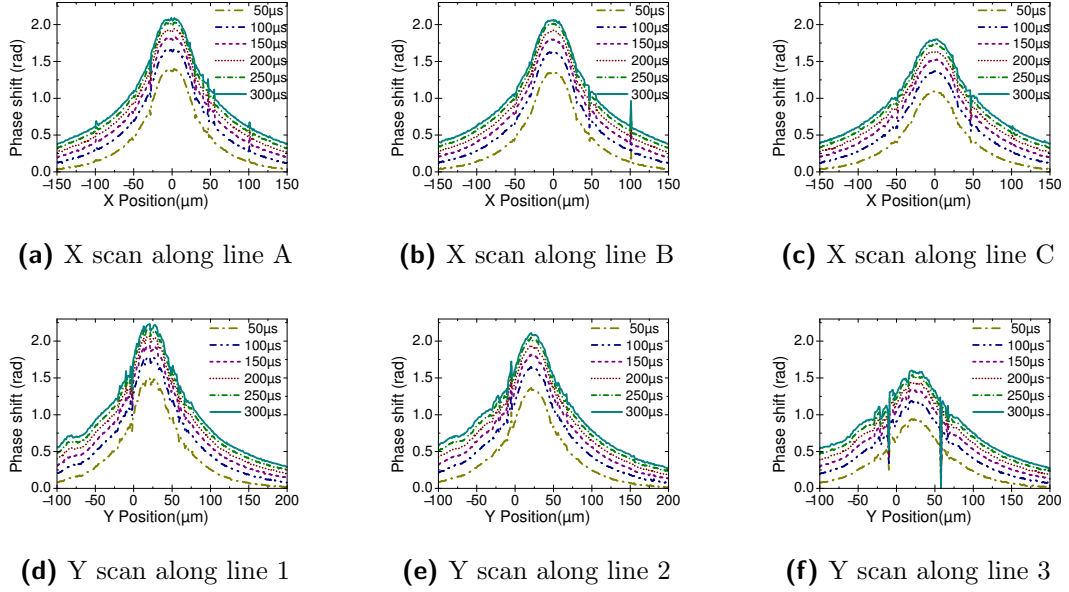 Phase shift (rad)
2.0
1.5
1.0
0.5
0.0
−150 −100 −50 0 50 100 150
X Position(µm)
50µs
100µs
150µs
200µs
250µs
300µs
(a) X scan along line A
Phase shift (rad)
2.0
1.5
1.0
0.5
0.0
−150 −100 −50 0 50 100 150
X Position(µm)
50µs
100µs
150µs
200µs
250µs
300µs
(b) X scan along line B
Phase shift (rad)
2.0
1.5
1.0
0.5
0.0
−150 −100 −50 0 50 100 150
X Position(µm)
50µs
100µs
150µs
200µs
250µs
300µs
(c) X scan along line C
Phase shift (rad)
2.0
1.5
1.0
0.5
0.0
−100 −50 0 50 100 150 200
Y Position(µm)
50µs
100µs
150µs
200µs
250µs
300µs
(d) Y scan along line 1
Phase shift (rad)
2.0
1.5
1.0
0.5
0.0
−100 −50 0 50 100 150 200
Y Position(µm)
50µs
100µs
150µs
200µs
250µs
300µs
(e) Y scan along line 2
Phase shift (rad)
2.0
1.5
1.0
0.5
0.0
−100 −50 0 50 100 150 200
Y Position(µm)
50µs
100µs
150µs
200µs
250µs
300µs
(f) Y scan along line 3